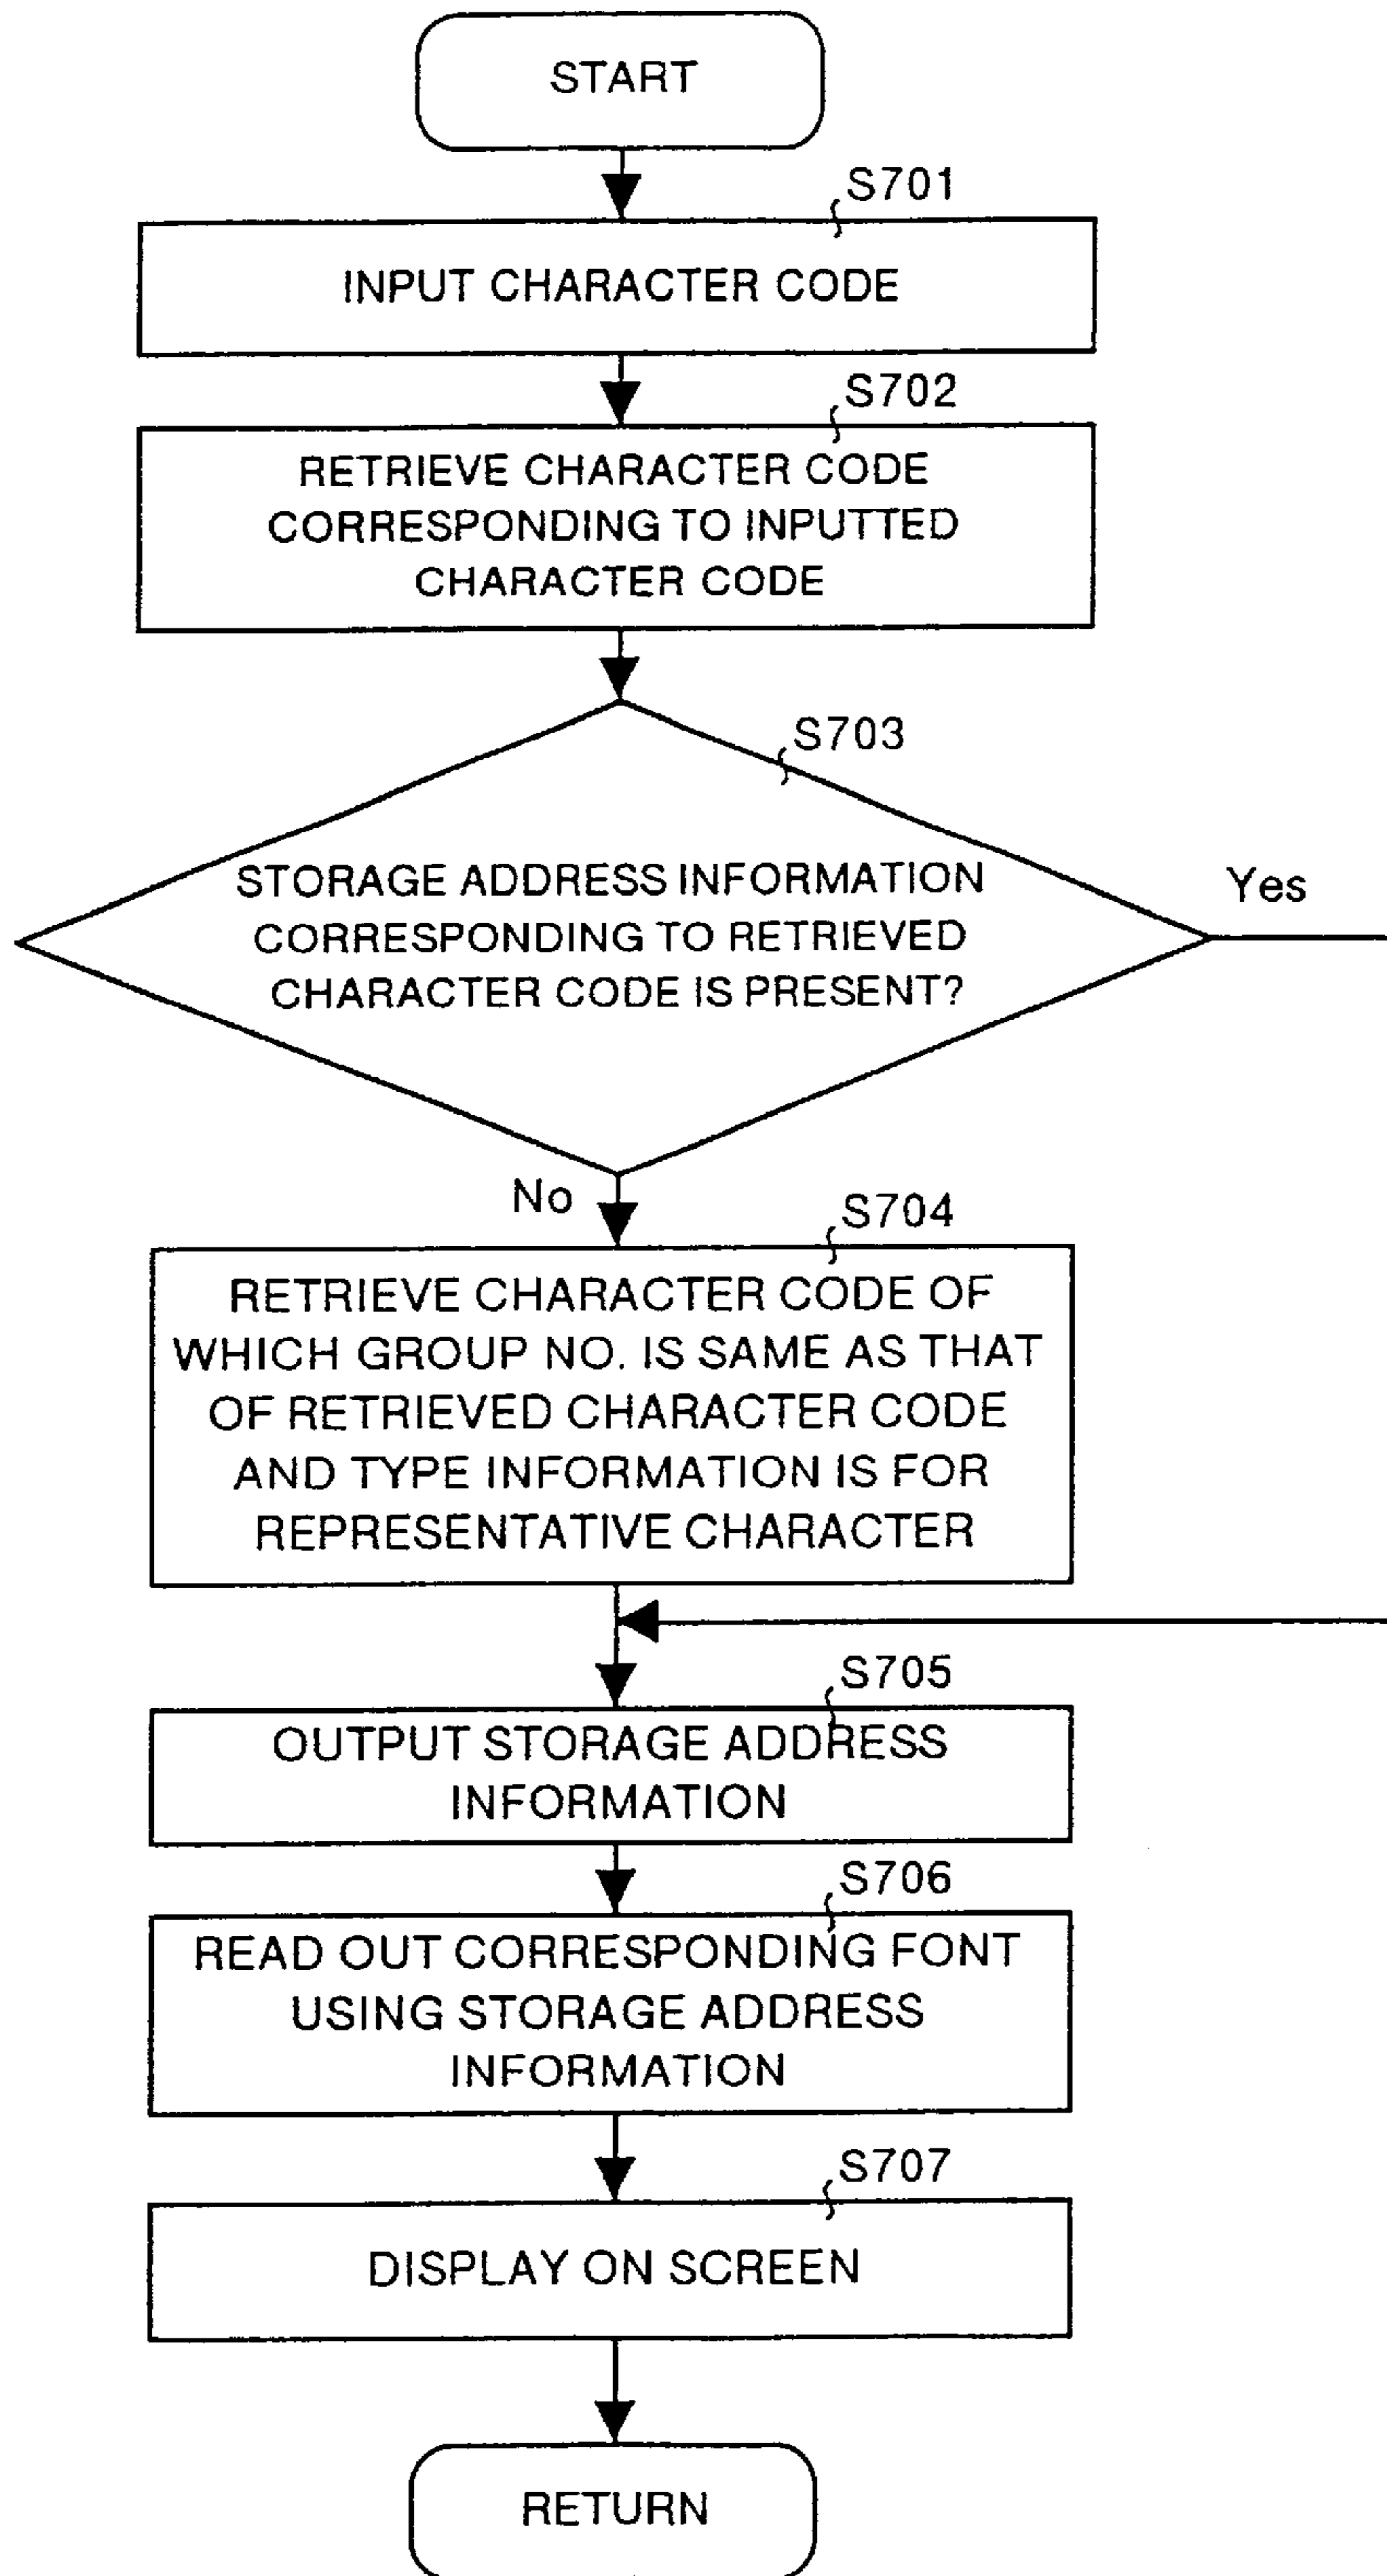 START
S701
INPUT CHARACTER CODE
S702
RETRIEVE CHARACTER CODE
CORRESPONDING TO INPUTTED
CHARACTER CODE
S703
STORAGE ADDRESS INFORMATION
CORRESPONDING TO RETRIEVED
CHARACTER CODE IS PRESENT?
Yes
No
S704
RETRIEVE CHARACTER CODE OF
WHICH GROUP NO. IS SAME AS THAT
OF RETRIEVED CHARACTER CODE
AND TYPE INFORMATION IS FOR
REPRESENTATIVE CHARACTER
S705
OUTPUT STORAGE ADDRESS
INFORMATION
S706
READ OUT CORRESPONDING FONT
USING STORAGE ADDRESS
INFORMATION
S707
DISPLAY ON SCREEN
RETURN